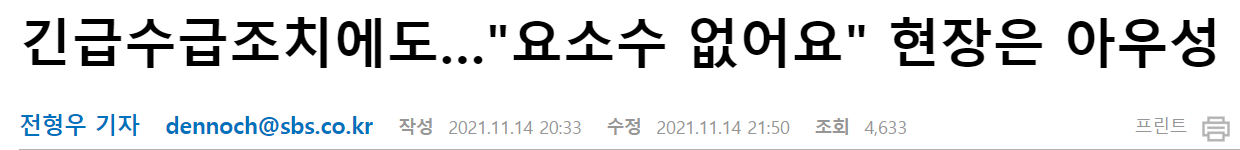 긴급수급조치에도..."요소수 없어요" 현장은 아우성
전형우 기자 dennoch@sbs.co.kr 작성 2021.11.14 20:33 수정 2021.11.14 21:50 조회 4,633 프린트